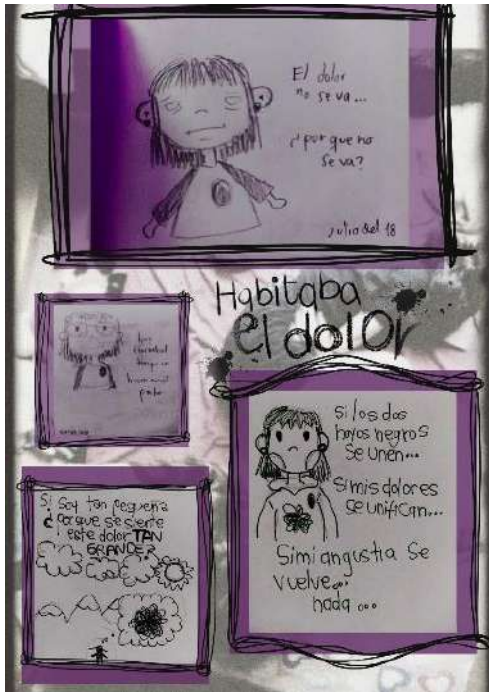 El dolor
no se va...
¿por que no
se va?
Julio del 18
Habitaba
el dolor
Si los dos
hoyos negros
se unen...
Si mis dolores
se unifican...
Si mi angustia se
vuelve...
nada...
Si soy tan pequeña
¿Porque se siente
este dolor TAN
GRANDE?